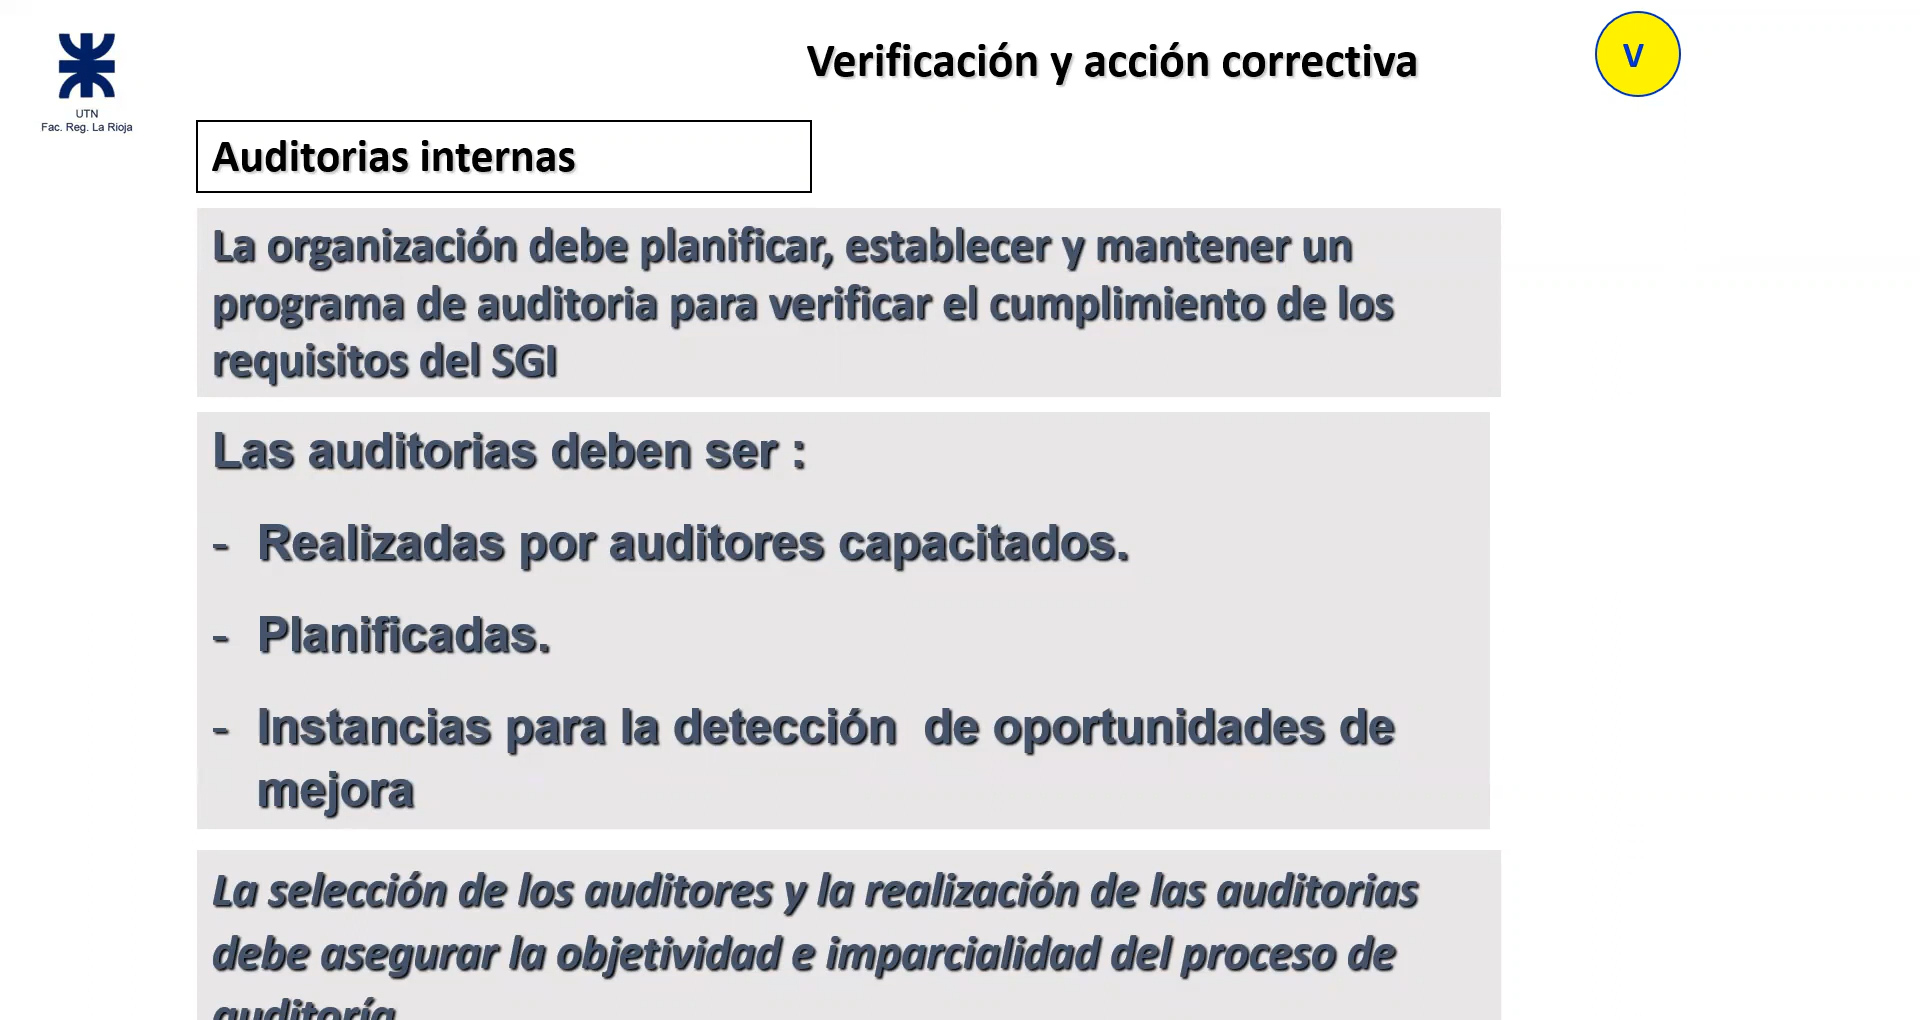 UTN
Fac. Reg. La Rioja
Verificación y acción correctiva
V
Auditorias internas
La organización debe planificar, establecer y mantener un
programa de auditoria para verificar el cumplimiento de los
requisitos del SGI
Las auditorias deben ser :
- Realizadas por auditores capacitados.
- Planificadas.
- Instancias para la detección  de oportunidades de
mejora
La selección de los auditores y la realización de las auditorias
debe asegurar la objetividad e imparcialidad del proceso de
auditoría